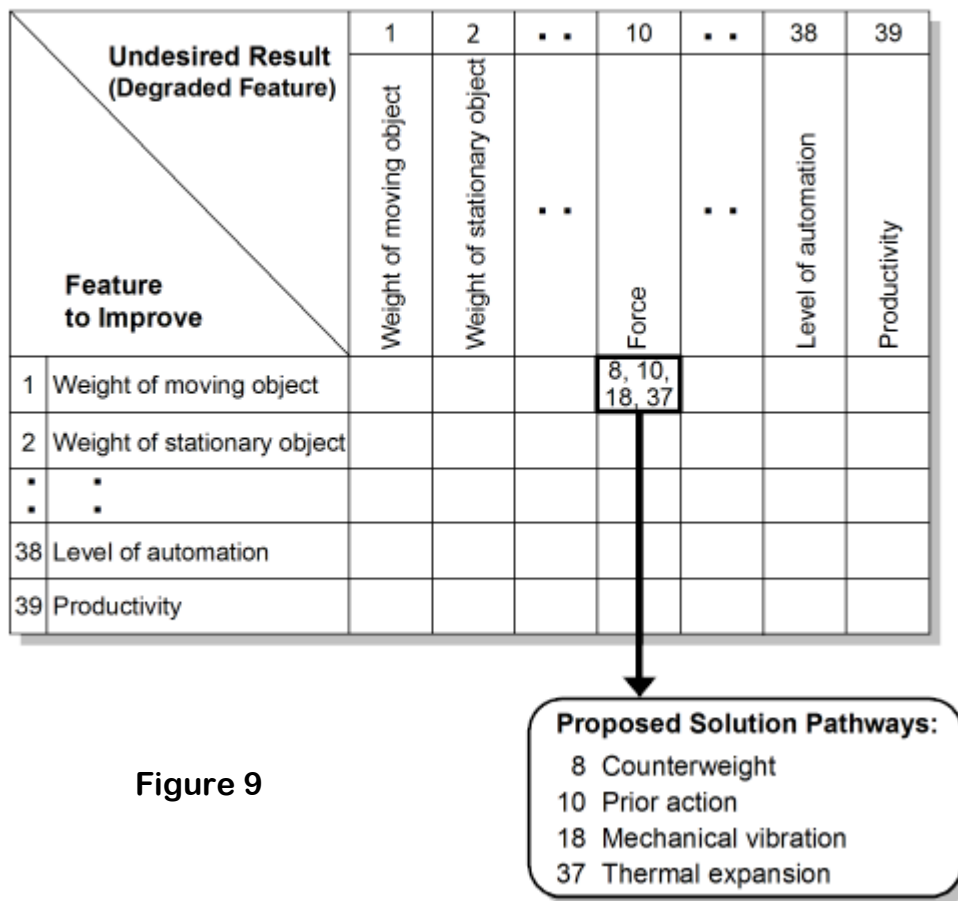 Undesired Result
(Degraded Feature)
Feature
to Improve
1
2
. .
10
. .
38
39
Weight of moving object
Weight of stationary object
. .
Force
. .
Level of automation
Productivity
1 Weight of moving object
8, 10,
18, 37
2 Weight of stationary object
: :
38 Level of automation
39 Productivity
Proposed Solution Pathways:
8 Counterweight
10 Prior action
18 Mechanical vibration
37 Thermal expansion
Figure 9